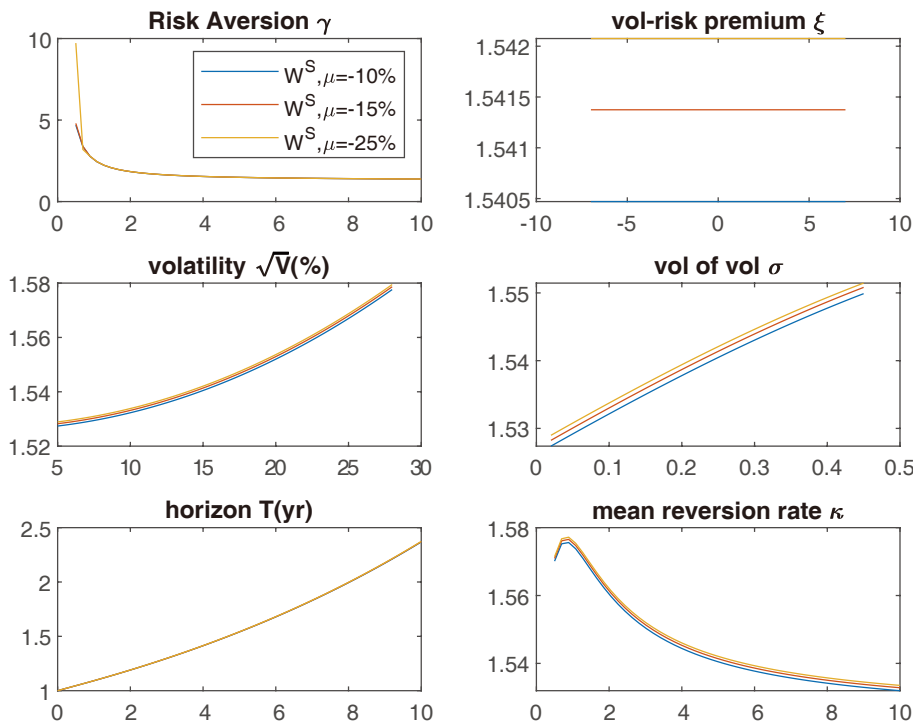 Risk Aversion γ
10
5
0
0 2 4 6 8 10
W^S,μ=-10%
W^S,μ=-15%
W^S,μ=-25%
vol-risk premium ξ
1.542
1.5415
1.541
1.5405
-10 -5 0 5 10
volatility √V(%)
1.58
1.56
1.54
1.52
5 10 15 20 25 30
vol of vol σ
1.55
1.54
1.53
0 0.1 0.2 0.3 0.4 0.5
horizon T(yr)
2.5
2
1.5
1
0 2 4 6 8 10
mean reversion rate κ
1.58
1.56
1.54
0 2 4 6 8 10